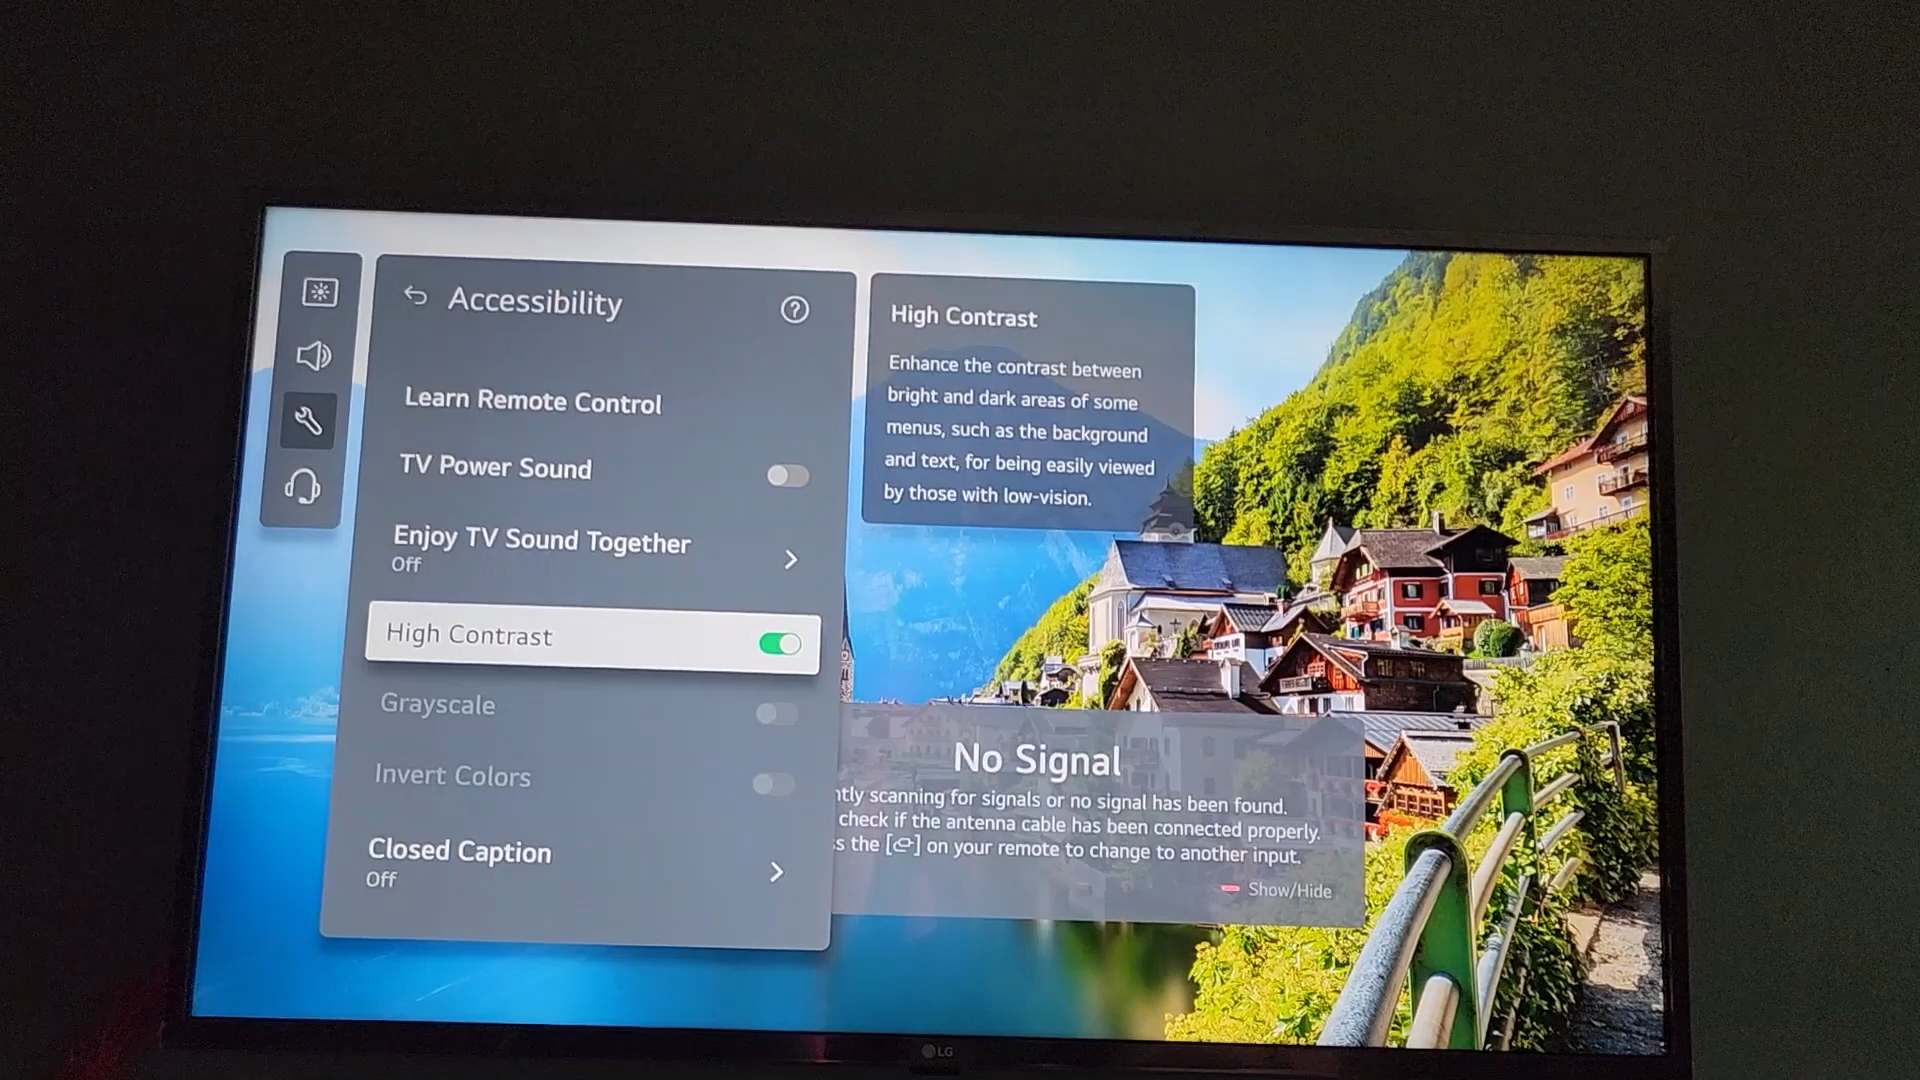 Accessibility
Learn Remote Control
TV Power Sound
Enjoy TV Sound Together
Off
High Contrast
Grayscale
Invert Colors
Closed Caption
Off
High Contrast
Enhance the contrast between
bright and dark areas of some
menus, such as the background
and text, for being easily viewed
by those with low-vision.
No Signal
scanning for signals or no signal has been found.
check if the antenna cable has been connected properly.
the [] on your remote to change to another input.
Show/Hide
LG